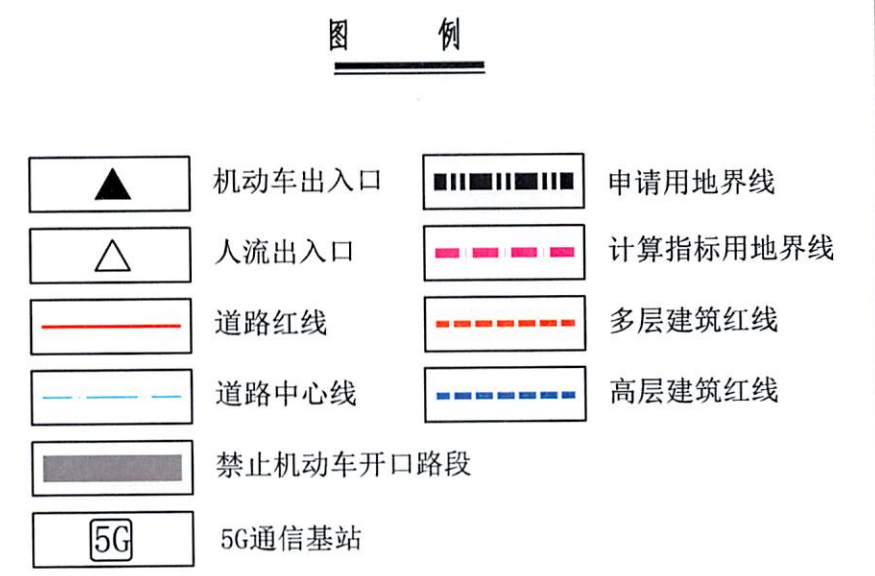 图 例
机动车出入口 申请用地界线
人流出入口 计算指标用地界线
道路红线 多层建筑红线
道路中心线 高层建筑红线
禁止机动车开口路段
5G 5G通信基站